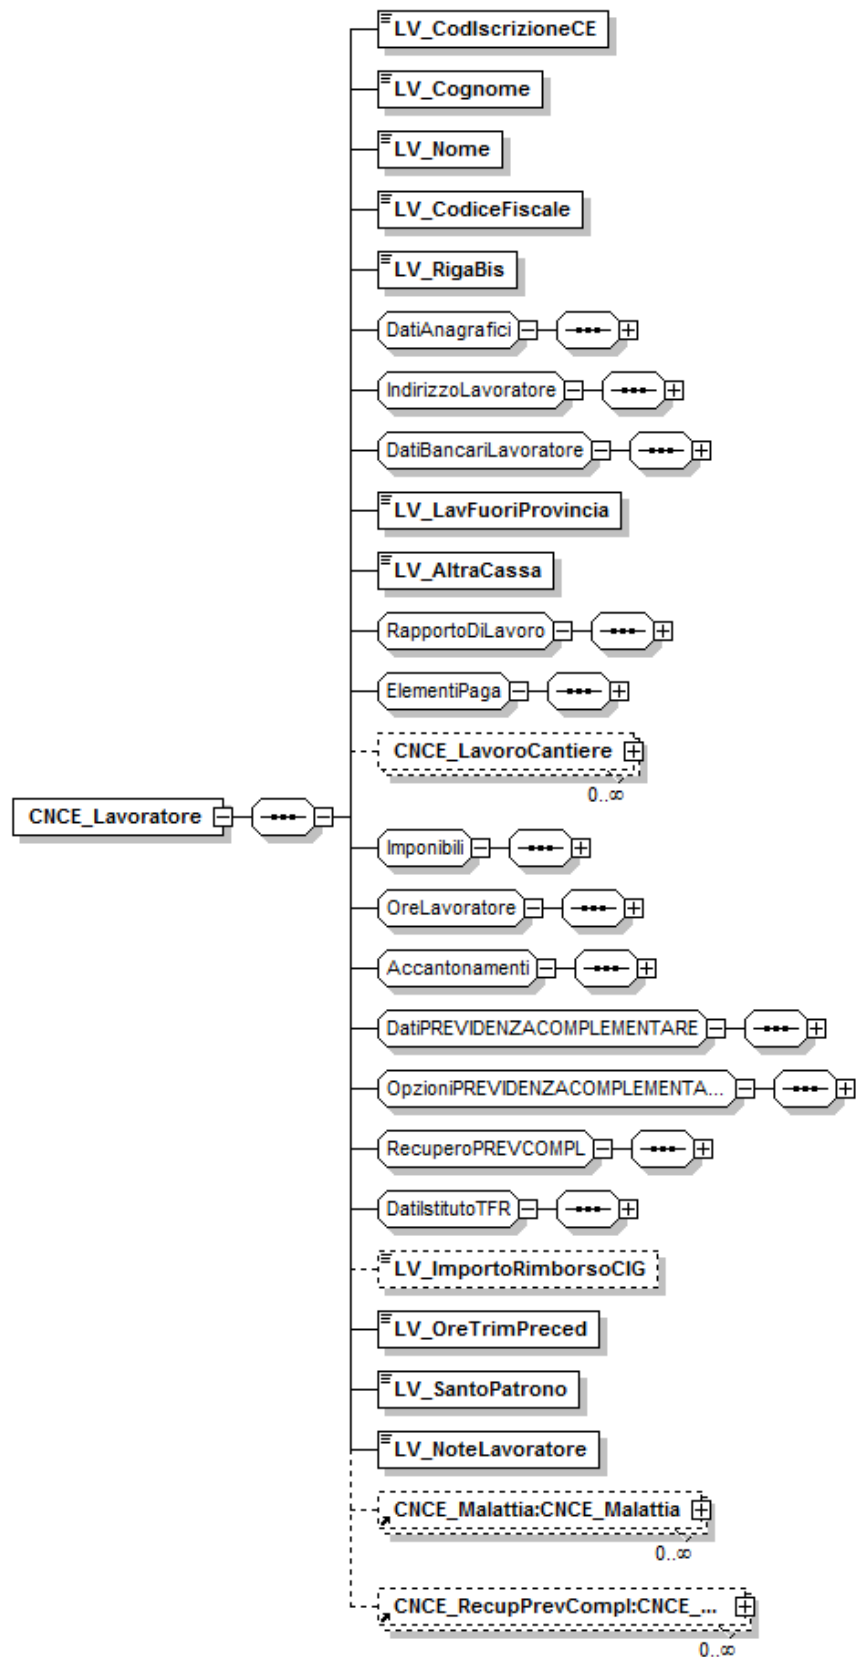 LV_CodIscrizioneCE
LV_Cognome
LV_Nome
LV_CodiceFiscale
LV_RigaBis
DatiAnagrafici
IndirizzoLavoratore
DatiBancariLavoratore
LV_LavFuoriProvincia
LV_AltraCassa
RapportoDiLavoro
ElementiPaga
CNCE_LavoroCantiere
0..∞
CNCE_Lavoratore
Imponibili
OreLavoratore
Accantonamenti
DatiPREVIDENZACOMPLEMENTARE
OpzioniPREVIDENZACOMPLEMENTA...
RecuperoPREVCOMPL
DatiIstitutoTFR
LV_ImportoRimborsoCIG
LV_OreTrimPreced
LV_SantoPatrono
LV_NoteLavoratore
CNCE_Malattia:CNCE_Malattia
0..∞
CNCE_RecupPrevCompl:CNCE_...
0..∞